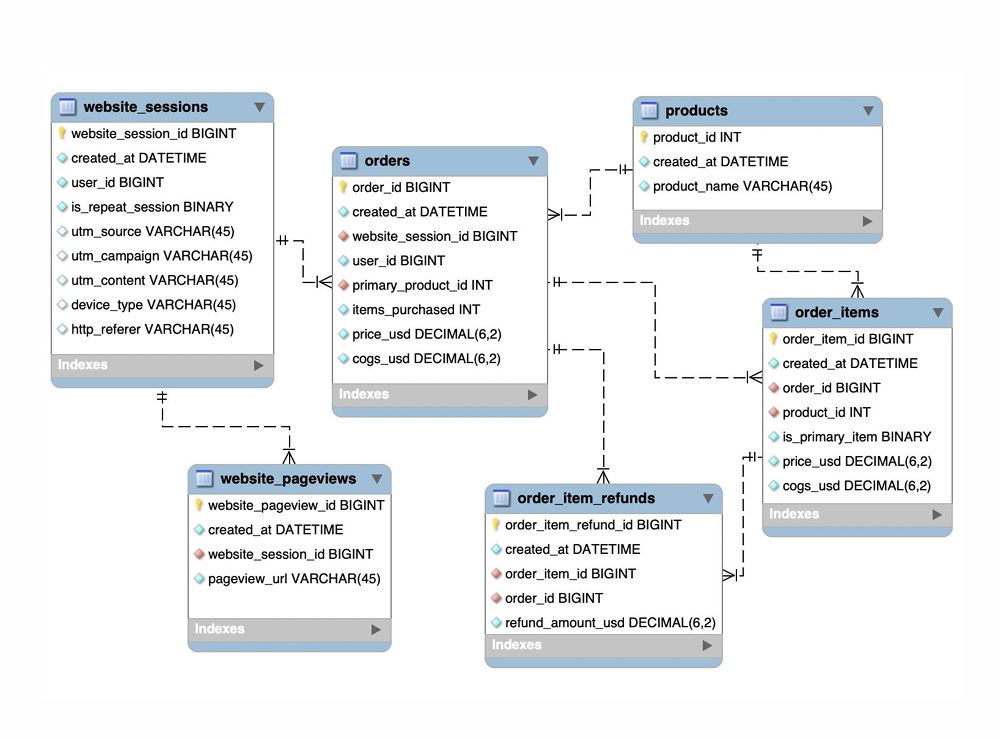 website_sessions
website_session_id BIGINT
created_at DATETIME
user_id BIGINT
is_repeat_session BINARY
utm_source VARCHAR(45)
utm_campaign VARCHAR(45)
utm_content VARCHAR(45)
device_type VARCHAR(45)
http_referer VARCHAR(45)
Indexes
orders
order_id BIGINT
created_at DATETIME
website_session_id BIGINT
user_id BIGINT
primary_product_id INT
items_purchased INT
price_usd DECIMAL(6,2)
cogs_usd DECIMAL(6,2)
Indexes
products
product_id INT
created_at DATETIME
product_name VARCHAR(45)
Indexes
order_items
order_item_id BIGINT
created_at DATETIME
order_id BIGINT
product_id INT
is_primary_item BINARY
price_usd DECIMAL(6,2)
cogs_usd DECIMAL(6,2)
Indexes
website_pageviews
website_pageview_id BIGINT
created_at DATETIME
website_session_id BIGINT
pageview_url VARCHAR(45)
Indexes
order_item_refunds
order_item_refund_id BIGINT
created_at DATETIME
order_item_id BIGINT
order_id BIGINT
refund_amount_usd DECIMAL(6,2)
Indexes